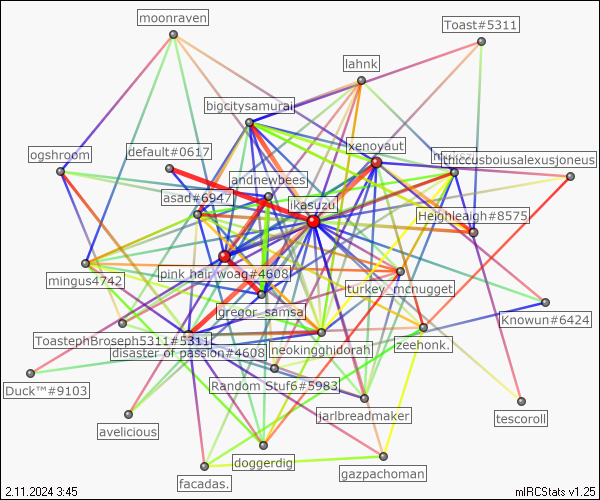 moonraven
Toast#5311
lahnk
bigcitysamurai
xenoyaut
ogshroom
default#0617
thiccusboiusalexusjoneus
andnewbees
asad#6947
ikasuzu
Heighleaigh#8575
mingus4742
pink hair woag#4608
turkey_mcnugget
gregor_samsa
Knowun#6424
ToastephBroseph5311#5311
disaster of passion#4608
neokingghidorah
zeehonk.
Duck™#9103
Random Stuf6#5983
jarlbreadmaker
tescoroll
avelicious
doggerdig
gazpachoman
facadas.
2.11.2024 3:45
mIRCStats v1.25